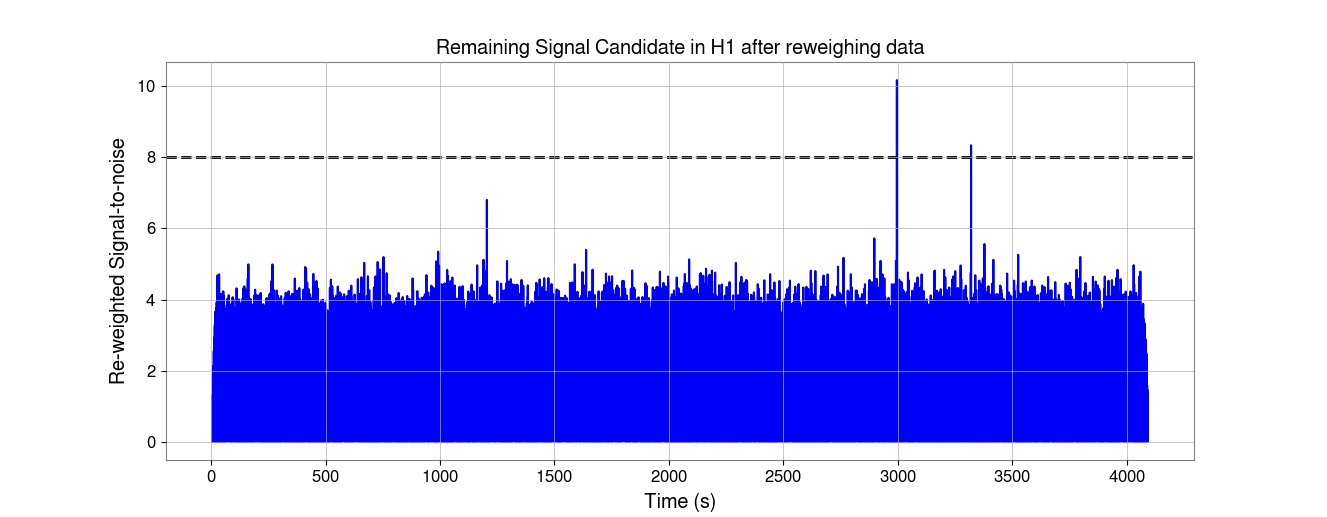 Remaining Signal Candidate in H1 after reweighing data
Re-weighted Signal-to-noise
10
8
6
4
2
0
0 500 1000 1500 2000 2500 3000 3500 4000
Time (s)